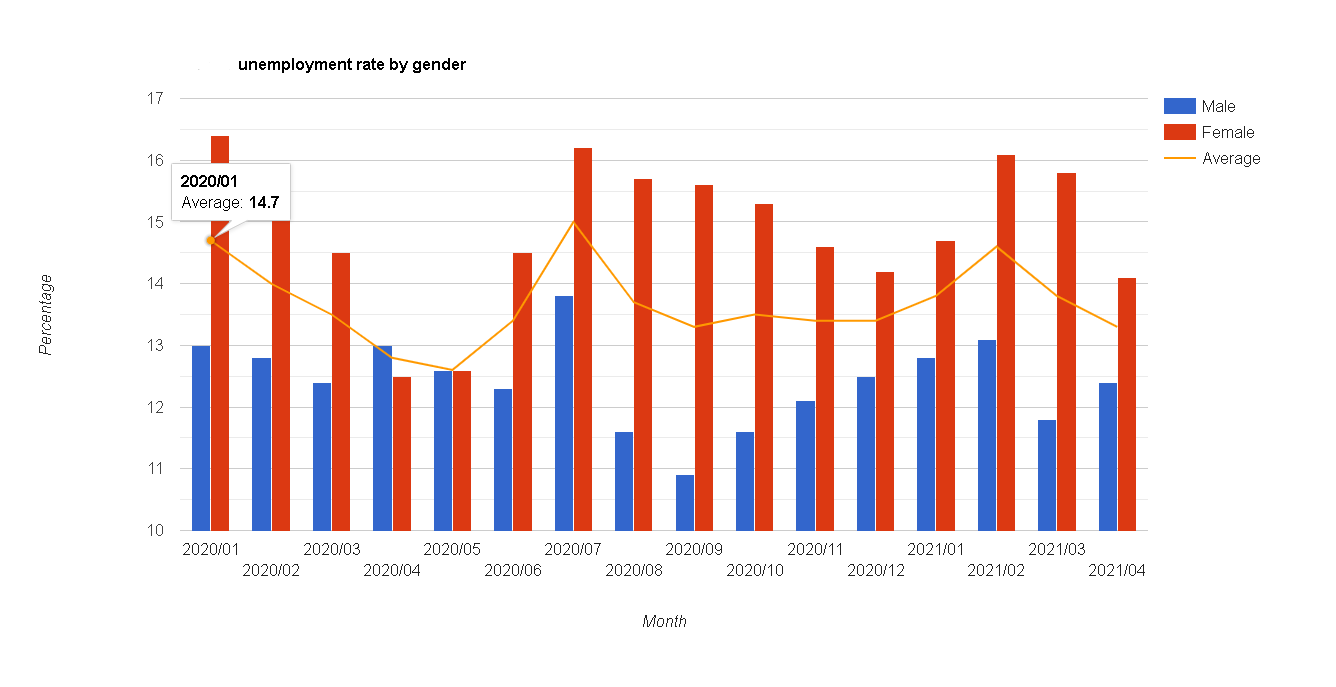 unemployment rate by gender
17
16
15
14
13
12
11
10
Percentage
2020/01
Average: 14.7
Male
Female
Average
2020/01 2020/03 2020/05 2020/07 2020/09 2020/11 2021/01 2021/03
2020/02 2020/04 2020/06 2020/08 2020/10 2020/12 2021/02 2021/04
Month